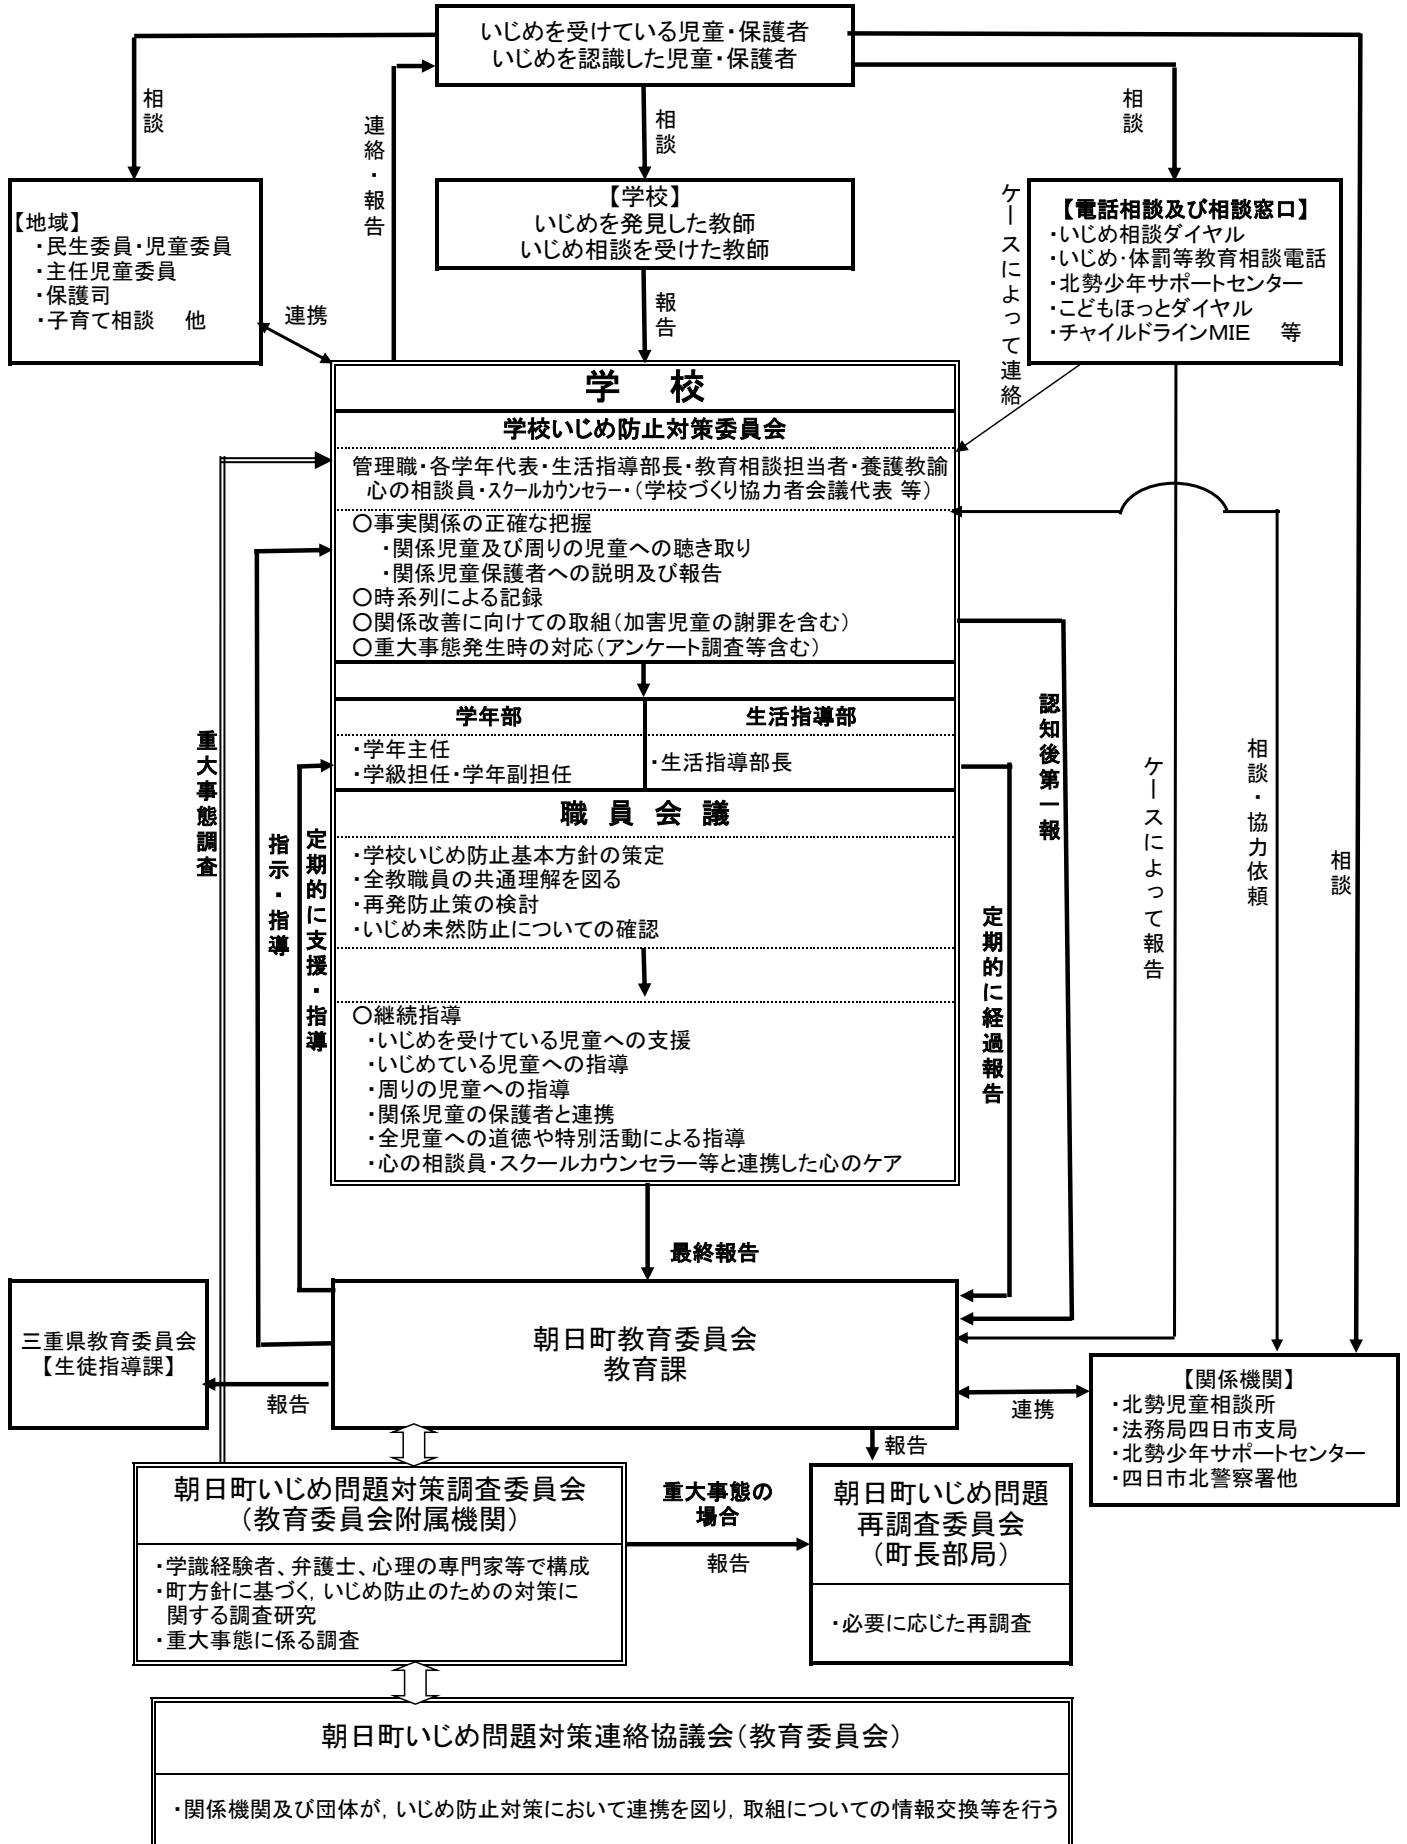 いじめを受けている児童・保護者
いじめを認識した児童・保護者
相談
連絡・報告
相談
相談
【地域】
・民生委員・児童委員
・主任児童委員
・保護司
・子育て相談　他
連携
【学校】
いじめを発見した教師
いじめ相談を受けた教師
報告
ケースによって連絡
【電話相談及び相談窓口】
・いじめ相談ダイヤル
・いじめ・体罰等教育相談電話
・北勢少年サポートセンター
・こどもほっとダイヤル
・チャイルドラインMIE　等
学　校
学校いじめ防止対策委員会
管理職・各学年代表・生活指導部長・教育相談担当者・養護教諭
心の相談員・スクールカウンセラー・（学校づくり協力者会議代表 等）
〇事実関係の正確な把握
・関係児童及び周りの児童への聴き取り
・関係児童保護者への説明及び報告
〇時系列による記録
〇関係改善に向けての取組（加害児童の謝罪を含む）
〇重大事態発生時の対応（アンケート調査等含む）
学年部
・学年主任
・学級担任・学年副担任
生活指導部
・生活指導部長
職　員　会　議
・学校いじめ防止基本方針の策定
・全教職員の共通理解を図る
・再発防止策の検討
・いじめ未然防止についての確認
〇継続指導
・いじめを受けている児童への支援
・いじめている児童への指導
・周りの児童への指導
・関係児童の保護者と連携
・全児童への道徳や特別活動による指導
・心の相談員・スクールカウンセラー等と連携した心のケア
重大事態調査
指示・指導
定期的に支援・指導
認知後第一報
定期的に経過報告
ケースによって報告
相談・協力依頼
相談
最終報告
三重県教育委員会
【生徒指導課】
報告
朝日町教育委員会
教育課
連携
【関係機関】
・北勢児童相談所
・法務局四日市支局
・北勢少年サポートセンター
・四日市北警察署他
報告
朝日町いじめ問題対策調査委員会
（教育委員会附属機関）
・学識経験者、弁護士、心理の専門家等で構成
・町方針に基づく，いじめ防止のための対策に
関する調査研究
・重大事態に係る調査
重大事態の
場合
報告
朝日町いじめ問題
再調査委員会
（町長部局）
・必要に応じた再調査
朝日町いじめ問題対策連絡協議会（教育委員会）
・関係機関及び団体が，いじめ防止対策において連携を図り，取組についての情報交換等を行う